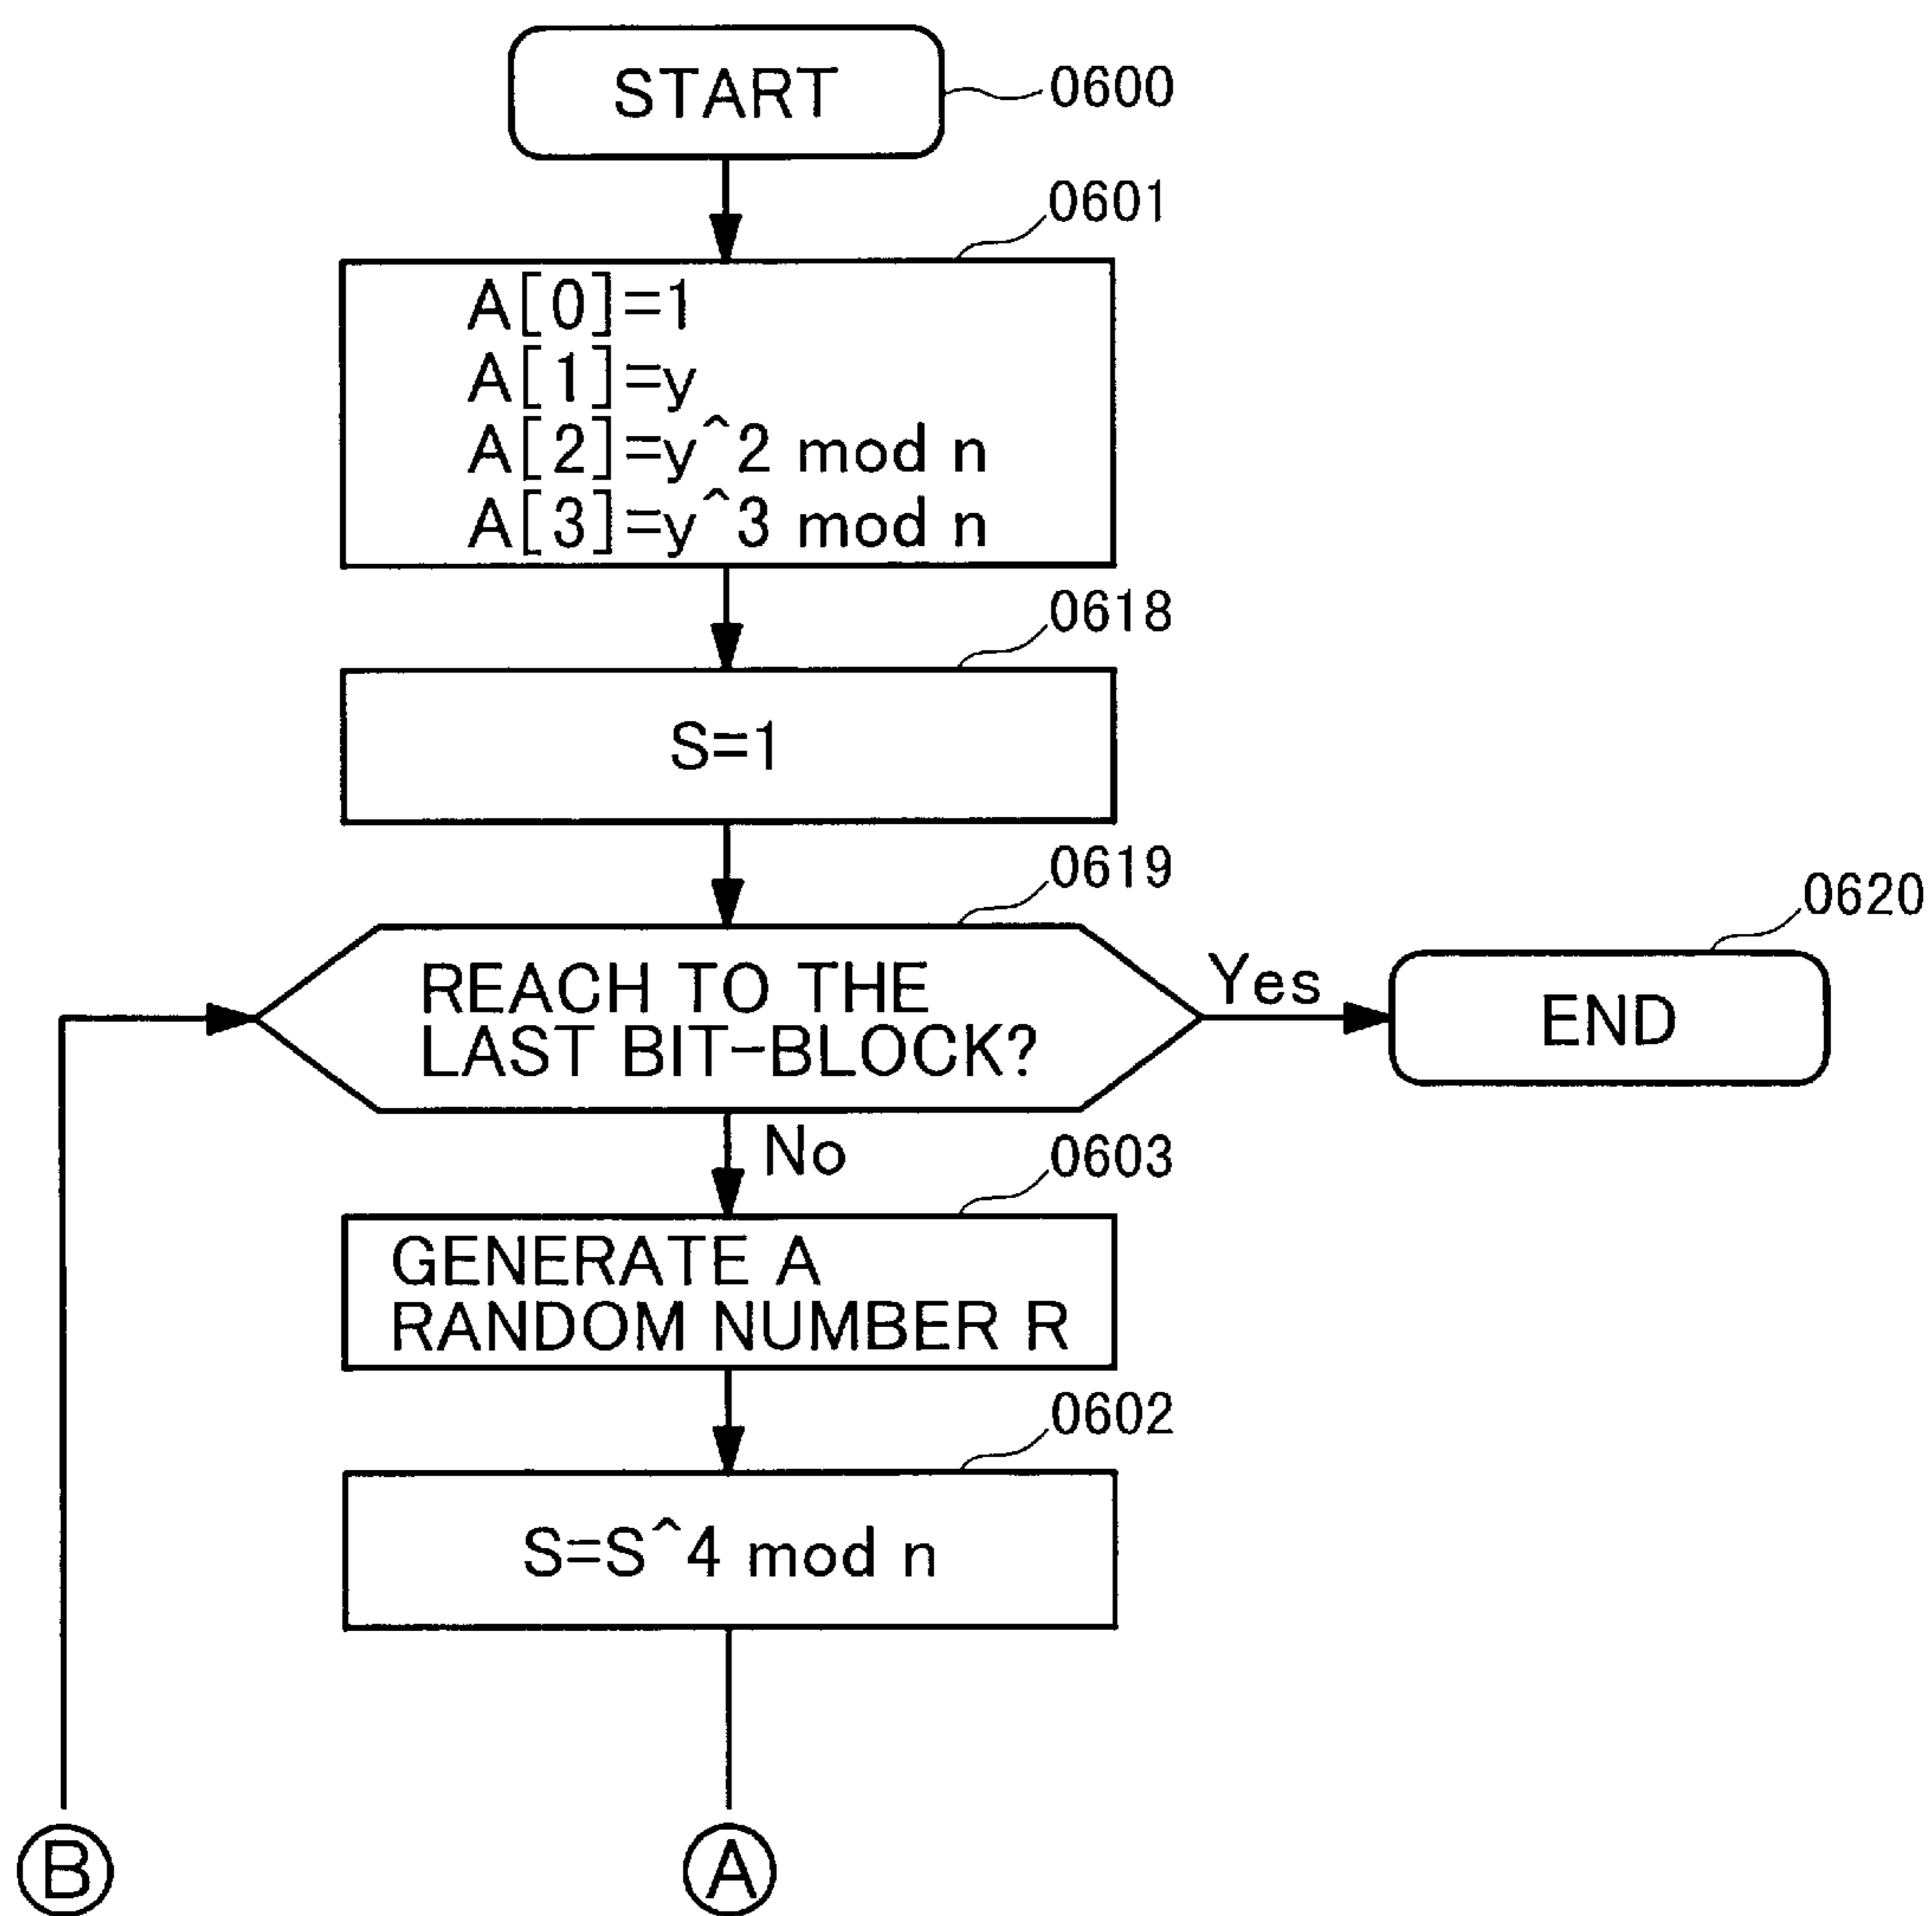 START
0600
0601
A[0]=1
A[1]=y
A[2]=y^2 mod n
A[3]=y^3 mod n
0618
S=1
0619
0620
REACH TO THE
LAST BIT-BLOCK?
Yes
END
No
0603
GENERATE A
RANDOM NUMBER R
0602
S=S^4 mod n
B
A